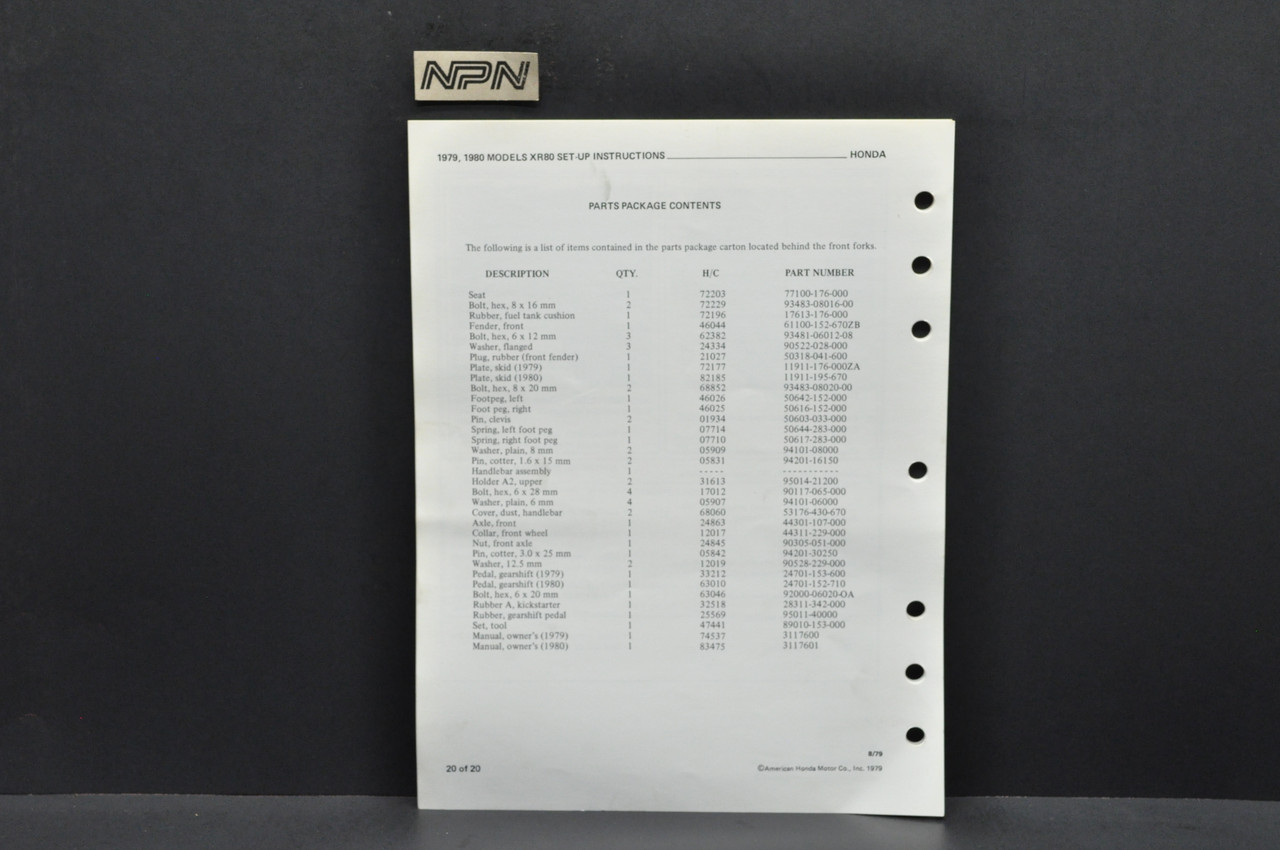 NPN
1979, 1980 MODELS XR80 SET-UP INSTRUCTIONS HONDA
PARTS PACKAGE CONTENTS
The following is a list of items contained in the parts package carton located behind the front forks.
DESCRIPTION QTY. H/C PART NUMBER
Seat 1 72203 77100-176-000
Bolt, hex, 8 x 16 mm 2 72229 93483-08016-00
Rubber, fuel tank cushion 1 72196 17613-176-000
Fender, front 1 46044 61100-152-670ZB
Bolt, hex, 6 x 12 mm 3 62382 93481-06012-08
Washer, flanged 3 24334 90522-028-000
Plug, rubber (front fender) 1 21027 50318-041-600
Plate, skid (1979) 1 72177 11911-176-000ZA
Plate, skid (1980) 1 82185 11911-195-670
Bolt, hex, 8 x 20 mm 2 68852 93483-08020-00
Footpeg, left 1 46026 50642-152-000
Foot peg, right 1 46025 50616-152-000
Pin, clevis 2 01934 50603-033-000
Spring, left foot peg 1 07714 50644-283-000
Spring, right foot peg 1 07710 50617-283-000
Washer, plain, 8 mm 2 05909 94101-08000
Pin, cotter, 1.6 x 15 mm 2 05831 94201-16150
Handlebar assembly 1 ----- -----------
Holder A2, upper 2 31613 95014-21200
Bolt, hex, 6 x 28 mm 4 17012 90117-065-000
Washer, plain, 6 mm 4 05907 94101-06000
Cover, dust, handlebar 2 68060 53176-430-670
Axle, front 1 24863 44301-107-000
Collar, front wheel 1 12017 44311-229-000
Nut, front axle 1 24845 90305-051-000
Pin, cotter, 3.0 x 25 mm 1 05842 94201-30250
Washer, 12.5 mm 2 12019 90528-229-000
Pedal, gearshift (1979) 1 33212 24701-153-600
Pedal, gearshift (1980) 1 63010 24701-152-710
Bolt, hex, 6 x 20 mm 1 63046 92000-06020-OA
Rubber A, kickstarter 1 32518 28311-342-000
Rubber, gearshift pedal 1 25569 95011-40000
Set, tool 1 47441 89010-153-000
Manual, owner's (1979) 1 74537 3117600
Manual, owner's (1980) 1 83475 3117601
8/79
20 of 20 ©American Honda Motor Co., Inc. 1979